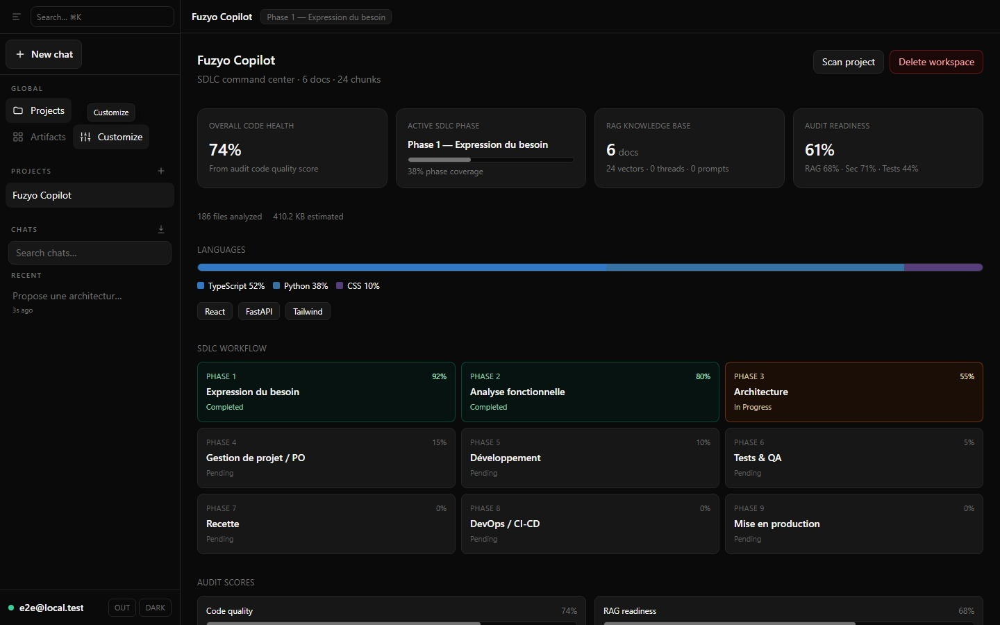 Search... ⌘K
New chat
GLOBAL
Projects
Customize
Artifacts
Customize
PROJECTS
Fuzyo Copilot
CHATS
Search chats...
RECENT
Propose une architectur...
3s ago
e2e@local.test
OUT
DARK
Fuzyo Copilot
Phase 1 — Expression du besoin
Fuzyo Copilot
SDLC command center · 6 docs · 24 chunks
Scan project
Delete workspace
OVERALL CODE HEALTH
74%
From audit code quality score
ACTIVE SDLC PHASE
Phase 1 — Expression du besoin
38% phase coverage
RAG KNOWLEDGE BASE
6 docs
24 vectors · 0 threads · 0 prompts
AUDIT READINESS
61%
RAG 68% · Sec 71% · Tests 44%
186 files analyzed 410.2 KB estimated
LANGUAGES
TypeScript 52% Python 38% CSS 10%
React FastAPI Tailwind
SDLC WORKFLOW
PHASE 1 92%
Expression du besoin
Completed
PHASE 2 80%
Analyse fonctionnelle
Completed
PHASE 3 55%
Architecture
In Progress
PHASE 4 15%
Gestion de projet / PO
Pending
PHASE 5 10%
Développement
Pending
PHASE 6 5%
Tests & QA
Pending
PHASE 7 0%
Recette
Pending
PHASE 8 0%
DevOps / CI-CD
Pending
PHASE 9 0%
Mise en production
Pending
AUDIT SCORES
Code quality 74%
RAG readiness 68%